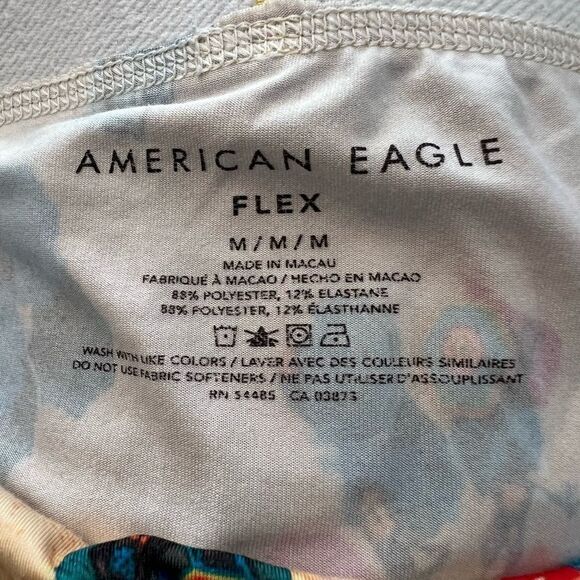 AMERICAN EAGLE
FLEX
M / M / M
MADE IN MACAU
FABRIQUÉ À MACAO / HECHO EN MACAO
88% POLYESTER, 12% ELASTANE
88% POLYESTER, 12% ÉLASTHANNE
WASH WITH LIKE COLORS / LAVER AVEC DES COULEURS SIMILAIRES
DO NOT USE FABRIC SOFTENERS / NE PAS UTILISER D'ASSOUPLISSANT
RN 54485 CA 03873